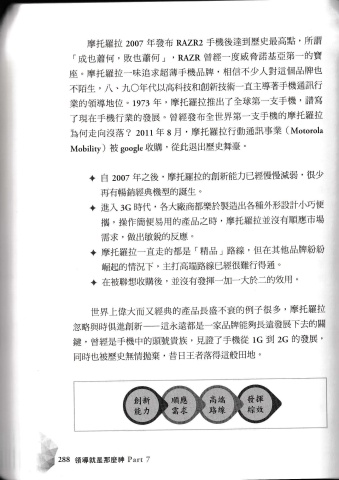 摩托羅拉 2007 年發布 RAZR2 手機後達到歷史最高點，所謂
「成也蕭何，敗也蕭何」，RAZR 曾經一度威脅諾基亞第一的寶
座。摩托羅拉一味追求超薄手機品牌，相信不少人對這個品牌也
不陌生。八、九〇年代以高科技和創新技術一直主導著手機通訊行
業的領導地位。1973 年，摩托羅拉推出了全球第一支手機，譜寫
了現在手機行業的發展。曾經發布全世界第一支手機的摩托羅拉
為何走向沒落？ 2011 年 8 月，摩托羅拉行動通訊事業（Motorola
Mobility）被 google 收購，從此退出歷史舞臺。
✦ 自 2007 年之後，摩托羅拉的創新能力已經慢慢減弱，很少
再有暢銷經典機型的誕生。
✦ 進入 3G 時代，各大廠商都樂於製造出各種外形設計小巧便
攜，操作簡便易用的產品之時，摩托羅拉並沒有順應市場
需求，做出敏銳的反應。
✦ 摩托羅拉一直走的都是「精品」路線，但在其他品牌紛紛
崛起的情況下，主打高端路線已經很難行得通。
✦ 在被聯想收購後，並沒有發揮一加一大於二的效用。
世界上偉大而又經典的產品長盛不衰的例子很多，摩托羅拉
忽略與時俱進創新──這永遠都是一家品牌能夠長遠發展下去的關
鍵，曾經是手機中的頭號貴族，見證了手機從 1G 到 2G 的發展，
同時也被歷史無情拋棄，昔日王者落得這般田地。
創新
能力
順應
需求
高端
路線
發揮
綜效
288 領導就是那麼神 Part 7